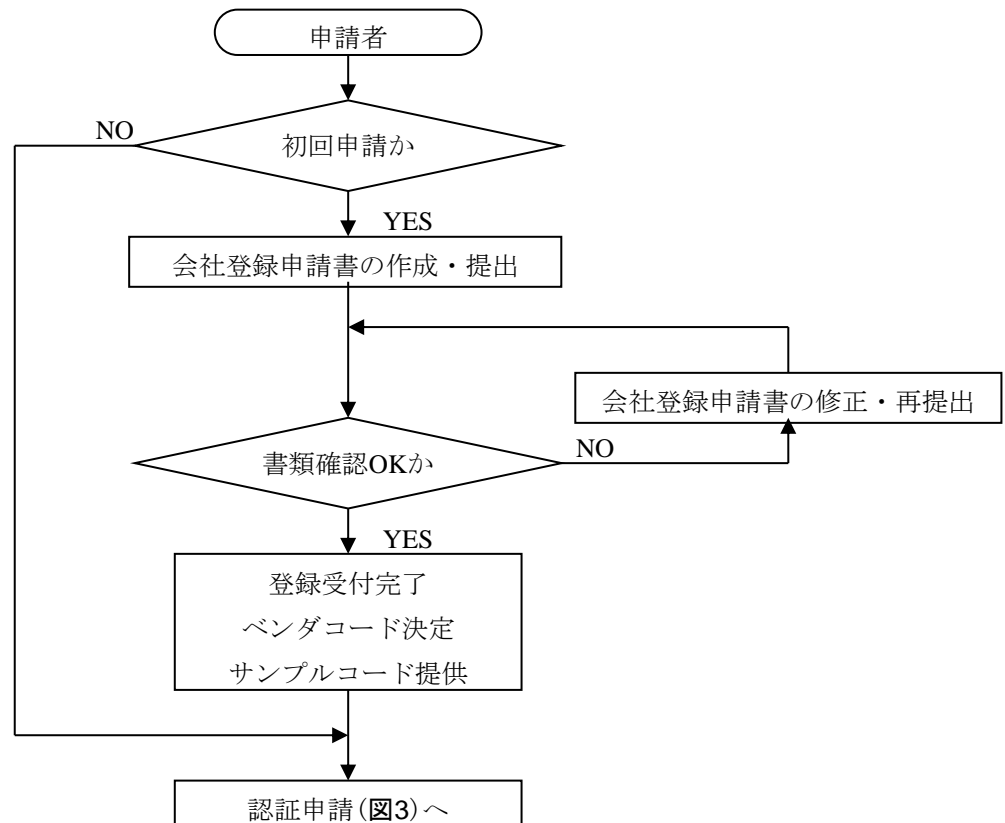 申請者
初回申請か
NO
YES
会社登録申請書の作成・提出
会社登録申請書の修正・再提出
書類確認OKか
NO
YES
登録受付完了
ベンダコード決定
サンプルコード提供
認証申請(図3)へ